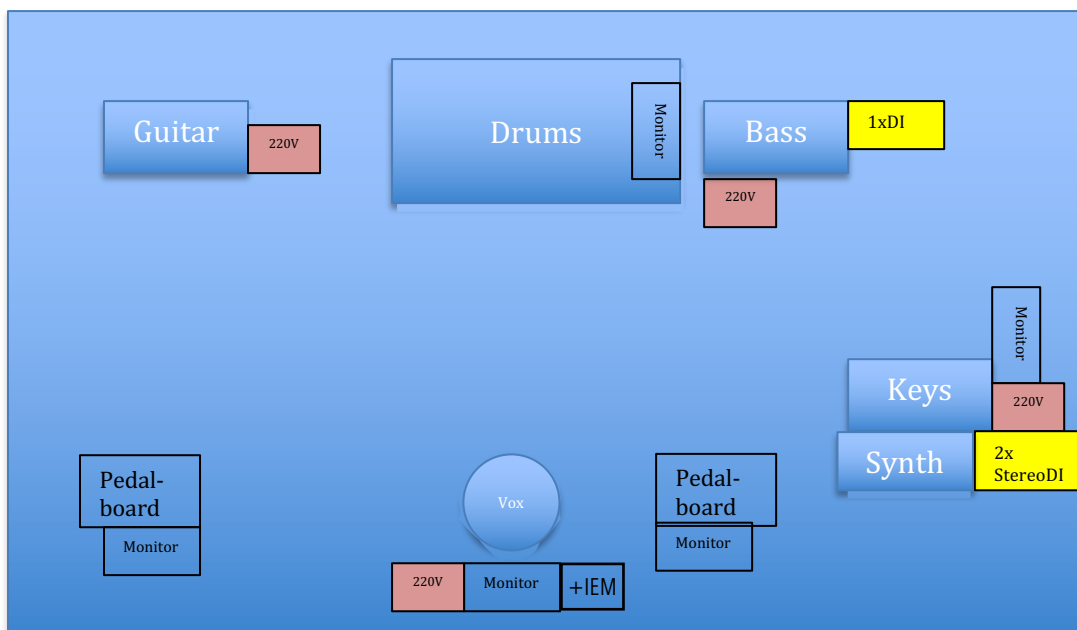 Guitar
220V
Drums
Monitor
Bass
1xDI
220V
Monitor
Keys
220V
Synth
2x
StereoDI
Pedal-
board
Monitor
Vox
220V
Monitor
+IEM
Pedal-
board
Monitor